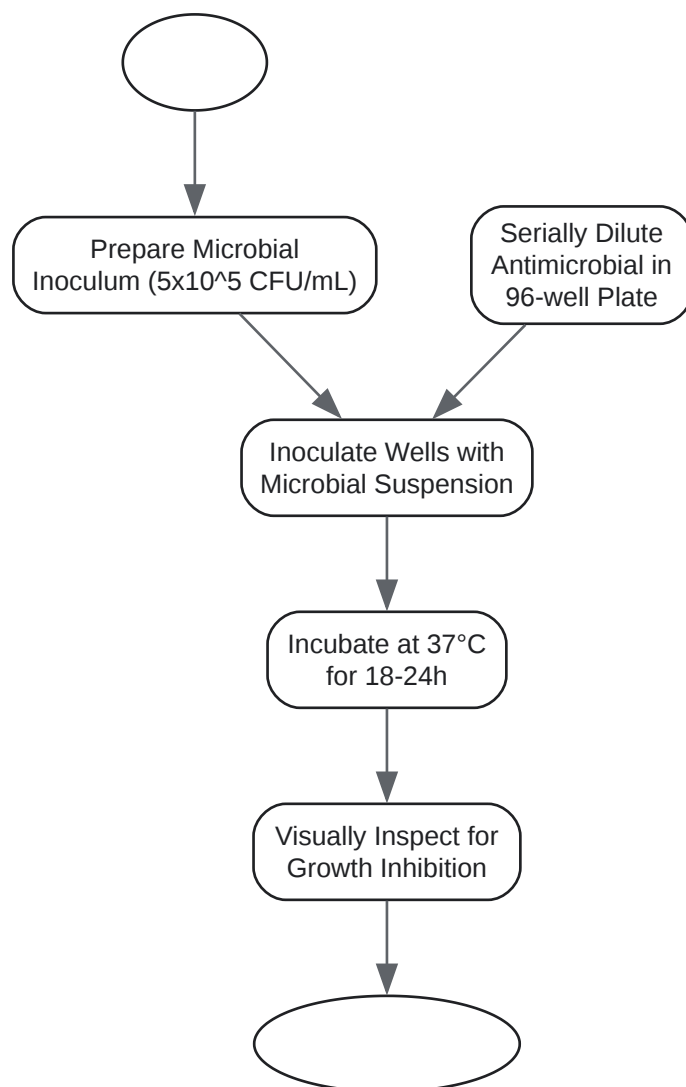 Prepare Microbial
Inoculum (5x10^5 CFU/mL)
Serially Dilute
Antimicrobial in
96-well Plate
Inoculate Wells with
Microbial Suspension
Incubate at 37°C
for 18-24h
Visually Inspect for
Growth Inhibition